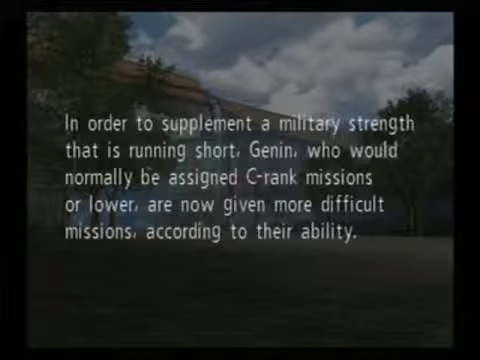 In order to supplement a military strength
that is running short, Genin, who would
normally be assigned C-rank missions
or lower, are now given more difficult
missions, according to their ability.